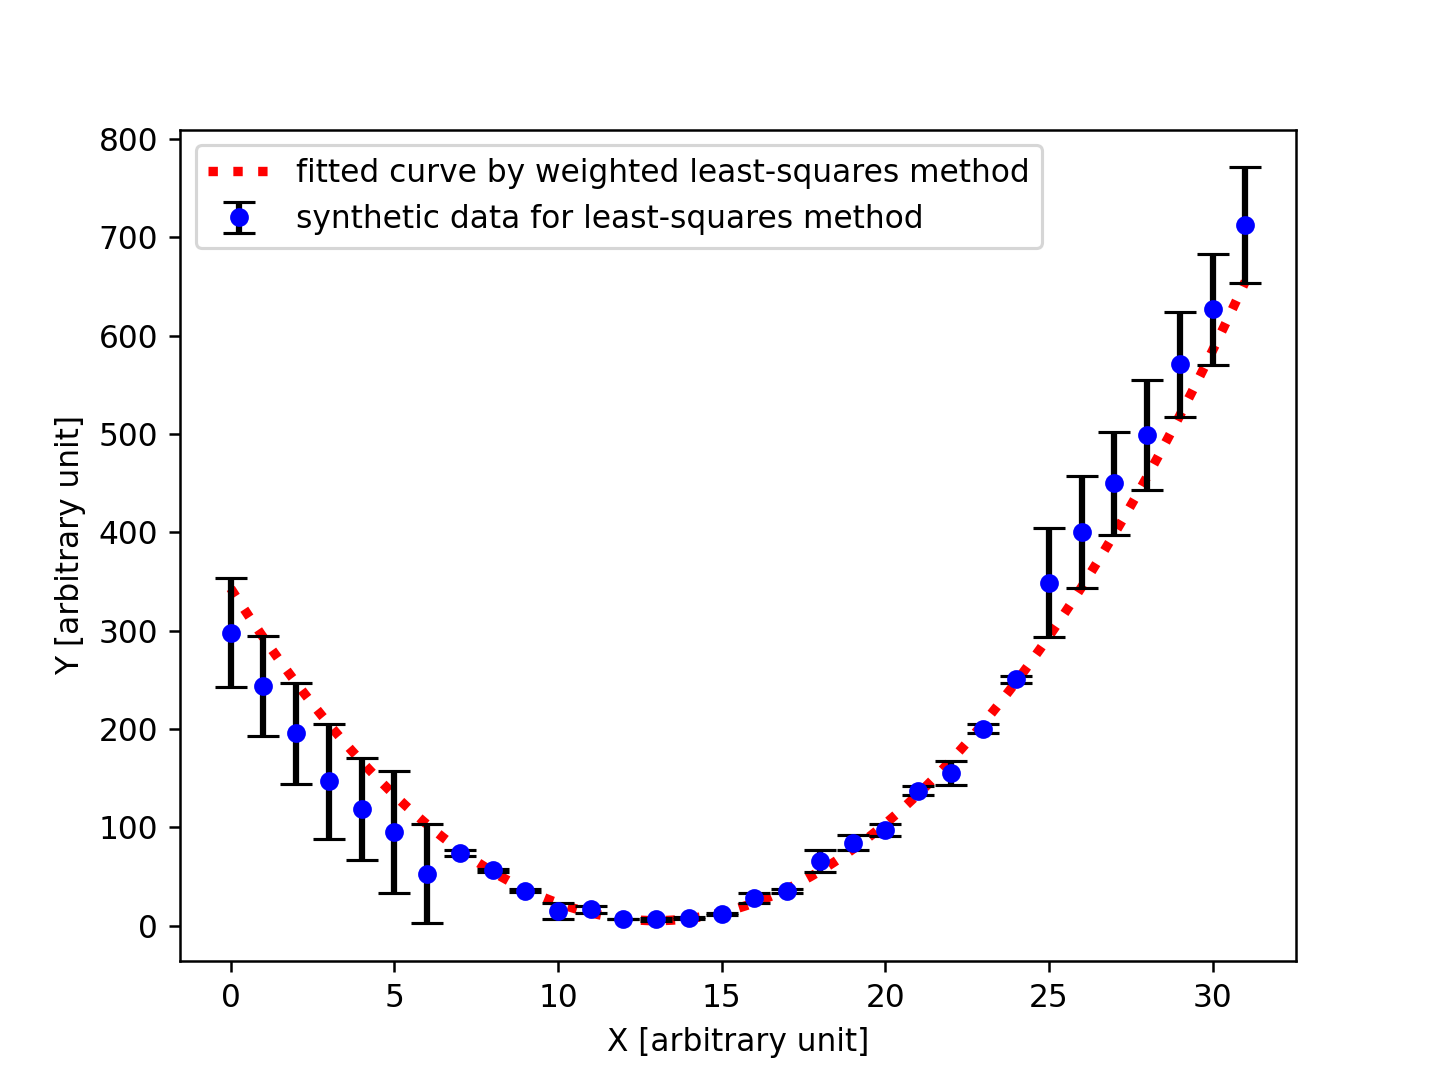 800
700
600
500
400
300
200
100
0
Y [arbitrary unit]
fitted curve by weighted least-squares method
synthetic data for least-squares method
0 5 10 15 20 25 30
X [arbitrary unit]